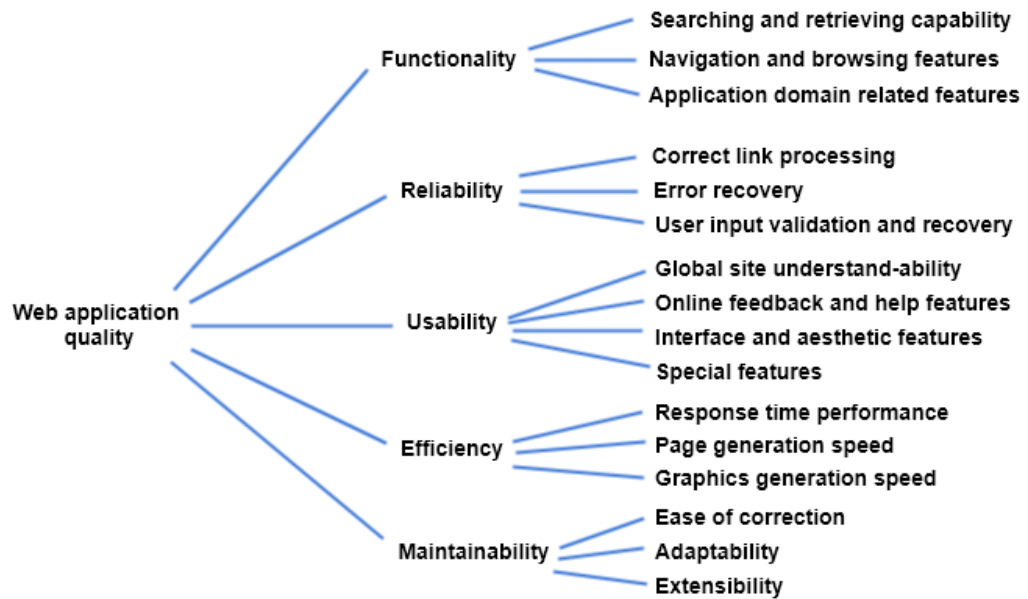 Web application
quality
Functionality
Searching and retrieving capability
Navigation and browsing features
Application domain related features
Reliability
Correct link processing
Error recovery
User input validation and recovery
Usability
Global site understand-ability
Online feedback and help features
Interface and aesthetic features
Special features
Efficiency
Response time performance
Page generation speed
Graphics generation speed
Maintainability
Ease of correction
Adaptability
Extensibility